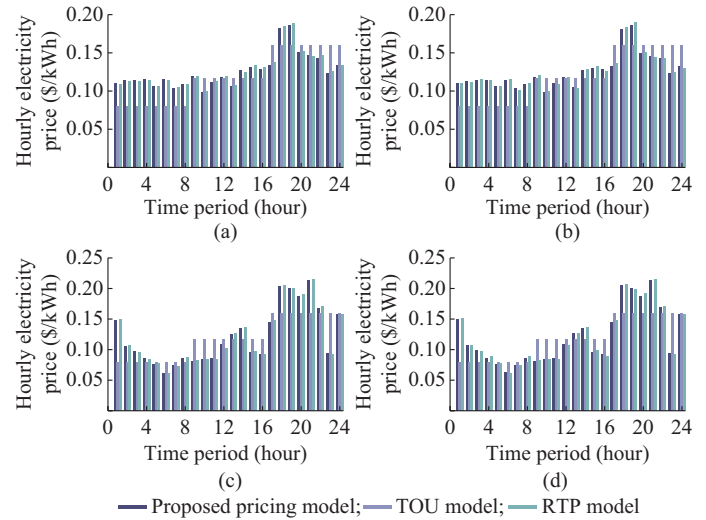 Hourly electricity
price ($/kWh)
0.20
0.15
0.10
0.05
0 4 8 12 16 20 24
Time period (hour)
(a)
Hourly electricity
price ($/kWh)
0.20
0.15
0.10
0.05
0 4 8 12 16 20 24
Time period (hour)
(b)
Hourly electricity
price ($/kWh)
0.25
0.20
0.15
0.10
0.05
0 4 8 12 16 20 24
Time period (hour)
(c)
Hourly electricity
price ($/kWh)
0.25
0.20
0.15
0.10
0.05
0 4 8 12 16 20 24
Time period (hour)
(d)
Proposed pricing model; TOU model; RTP model